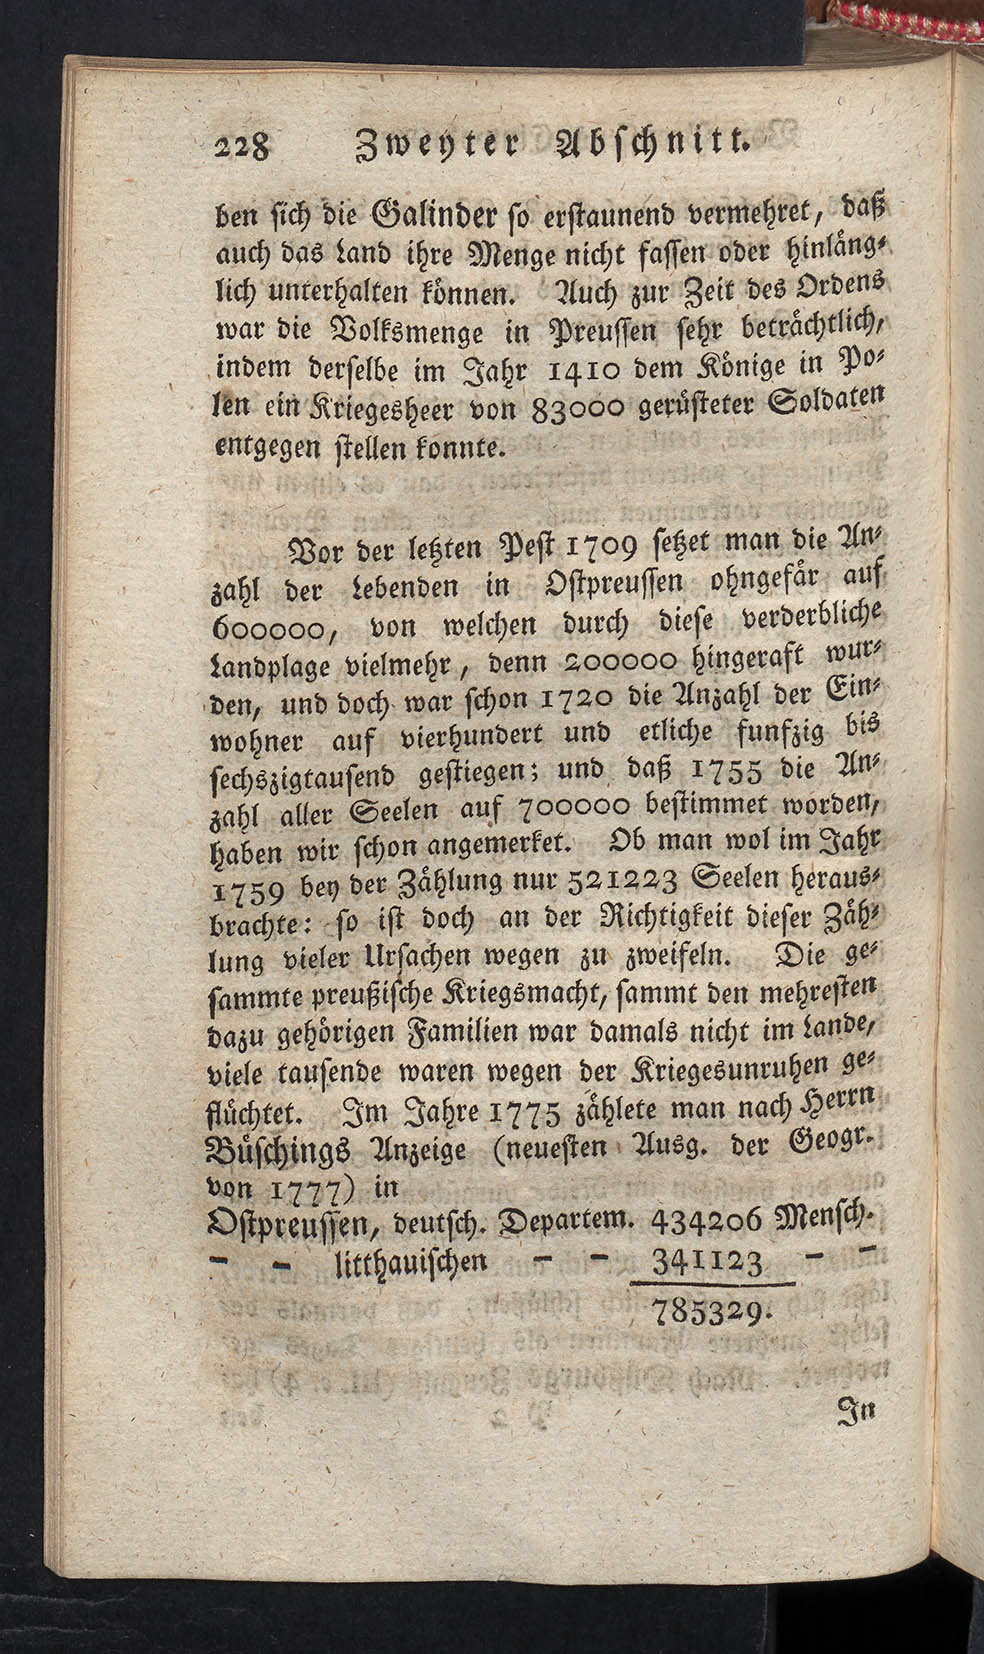 228 Zweyter Abschnitt.
ben sich die Galinder so erstaunend vermehret, daß
auch das Land ihre Menge nicht fassen oder hinläng-
lich unterhalten können. Auch zur Zeit des Ordens
war die Volksmenge in Preussen sehr beträchtlich,
indem derselbe im Jahr 1410 dem Könige in Po-
len ein Kriegesheer von 83000 gerüsteter Soldaten
entgegen stellen konnte.
Vor der letzten Pest 1709 setzet man die An-
zahl der Lebenden in Ostpreussen ohngefär auf
600000, von welchen durch diese verderbliche
Landplage vielmehr, denn 200000 hingeraft wur-
den, und doch war schon 1720 die Anzahl der Ein-
wohner auf vierhundert und etliche funfzig bis
sechszigtausend gestiegen; und daß 1755 die An-
zahl aller Seelen auf 700000 bestimmet worden,
haben wir schon angemerket. Ob man wol im Jahr
1759 bey der Zählung nur 521223 Seelen heraus-
brachte: so ist doch an der Richtigkeit dieser Zäh-
lung vieler Ursachen wegen zu zweifeln. Die ge-
sammte preußische Kriegsmacht, sammt den mehresten
dazu gehörigen Familien war damals nicht im Lande,
viele tausende waren wegen der Kriegesunruhen ge-
flüchtet. Im Jahre 1775 zählete man nach Herrn
Büschings Anzeige (neuesten Ausg. der Geogr.
von 1777) in
Ostpreussen, deutsch. Departem. 434206 Mensch.
– – litthauischen – – 341123 – –
785329.
In